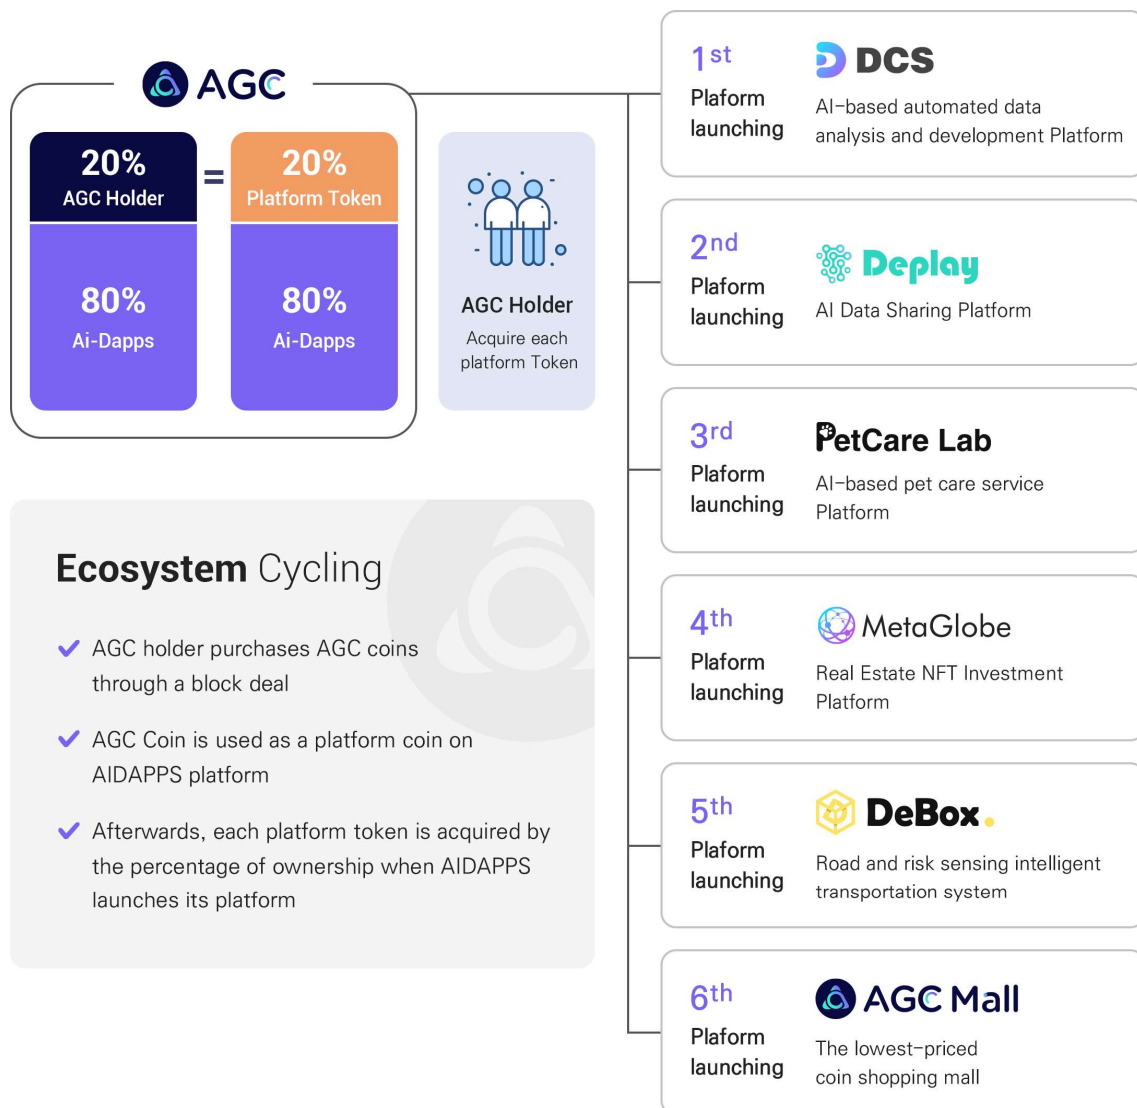 AGC
20%
AGC Holder
=
20%
Platform Token
80%
Ai-Dapps
80%
Ai-Dapps
AGC Holder
Acquire each
platform Token
Ecosystem Cycling
AGC holder purchases AGC coins
through a block deal
AGC Coin is used as a platform coin on
AIDAPPS platform
Afterwards, each platform token is acquired by
the percentage of ownership when AIDAPPS
launches its platform
1st
Plaform
launching
DCS
AI-based automated data
analysis and development Platform
2nd
Plaform
launching
Deplay
AI Data Sharing Platform
3rd
Plaform
launching
PetCare Lab
AI-based pet care service
Platform
4th
Plaform
launching
MetaGlobe
Real Estate NFT Investment
Platform
5th
Plaform
launching
DeBox.
Road and risk sensing intelligent
transportation system
6th
Plaform
launching
AGC Mall
The lowest-priced
coin shopping mall